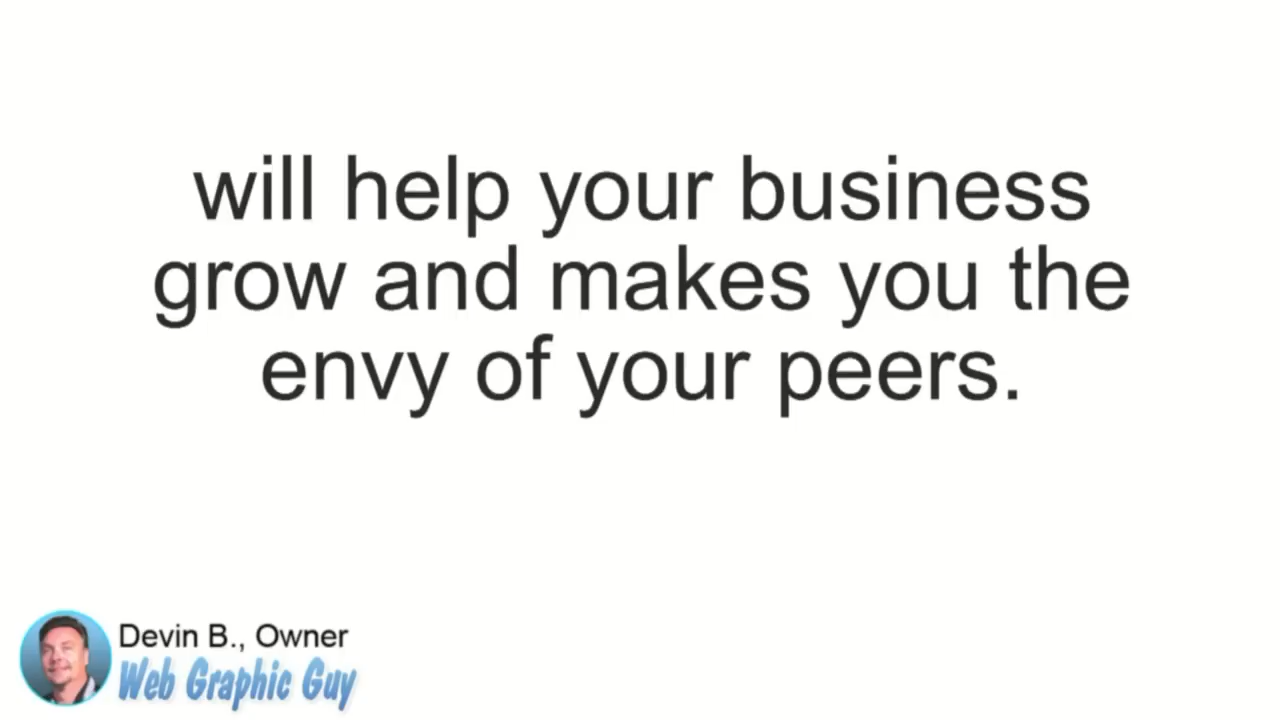 will help your business
grow and makes you the
envy of your peers.
Devin B., Owner
Web Graphic Guy